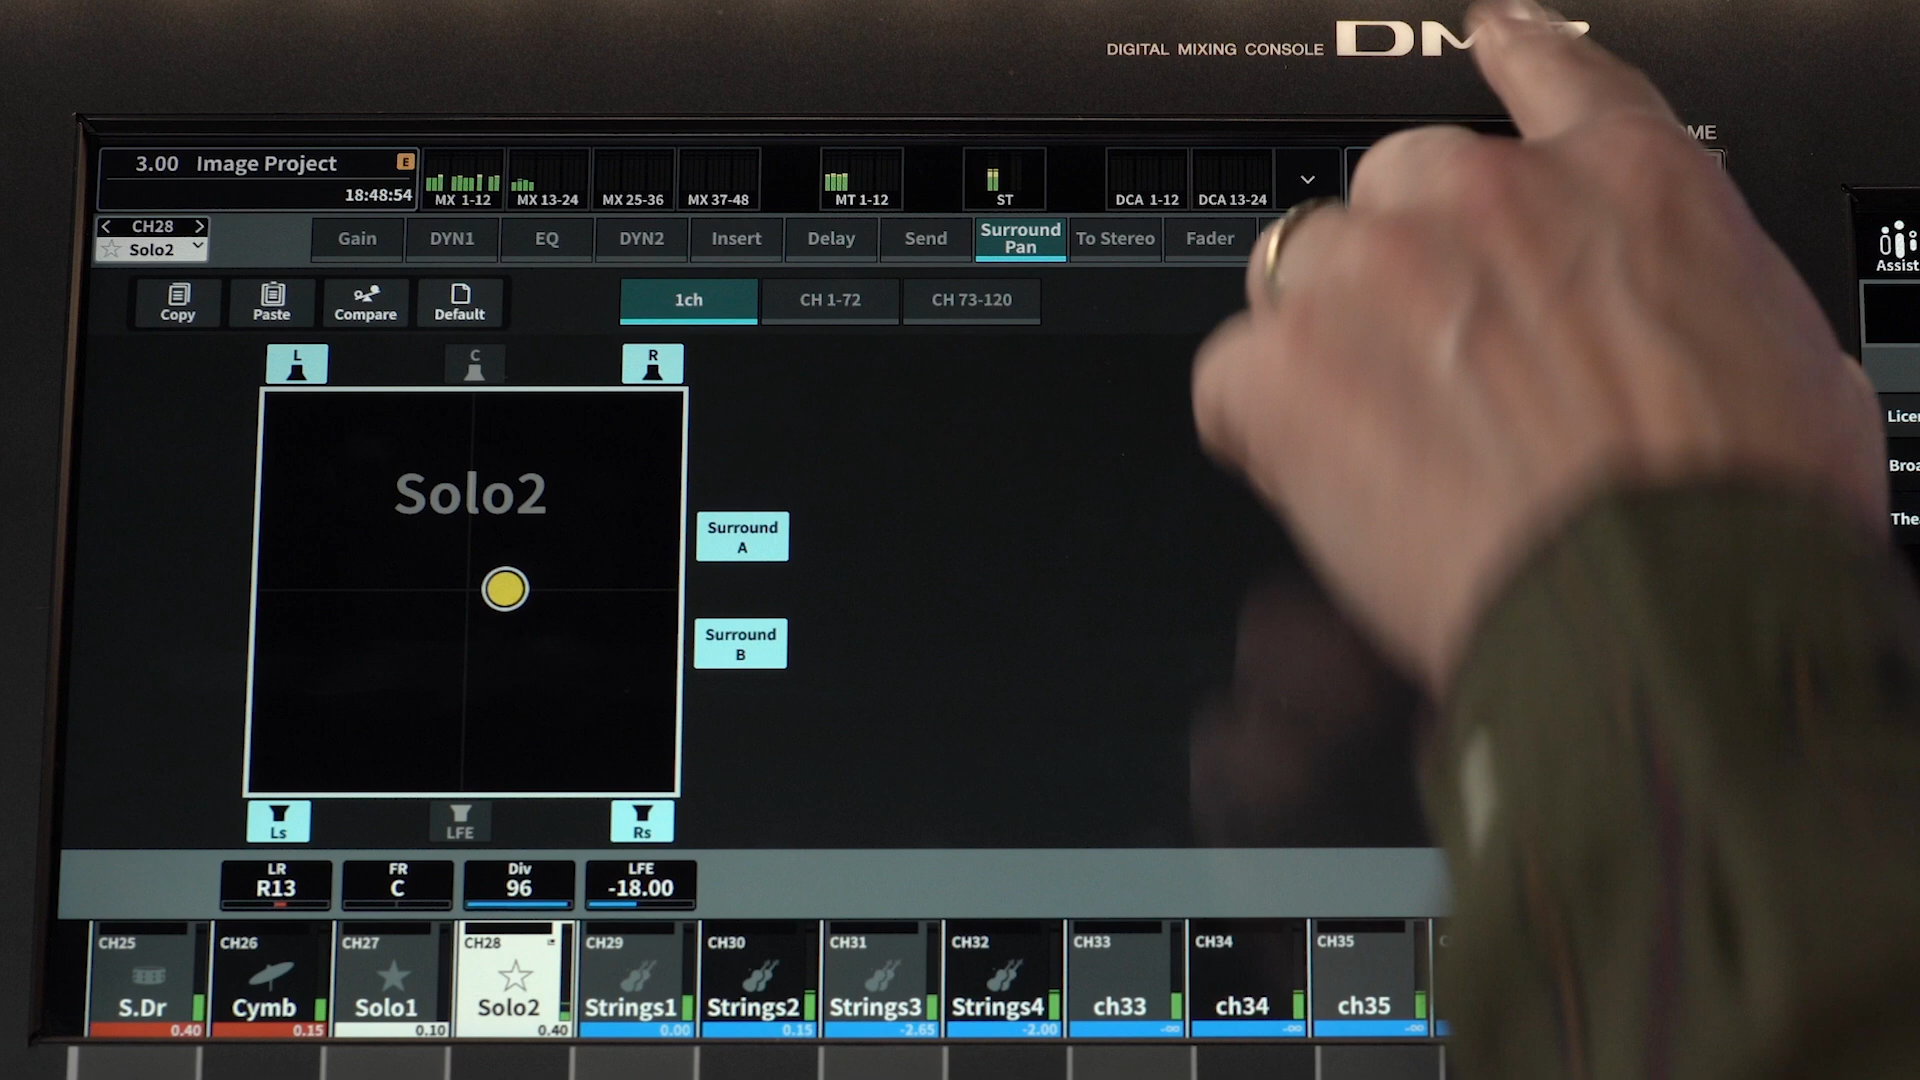 DIGITAL MIXING CONSOLE DM
3.00 Image Project E
18:48:54
MX 1-12 MX 13-24 MX 25-36 MX 37-48 MT 1-12 ST DCA 1-12 DCA 13-24
CH28
Solo2
Gain DYN1 EQ DYN2 Insert Delay Send Surround Pan To Stereo Fader
Assist
Copy Paste Compare Default
1ch CH 1-72 CH 73-120
L C R
Solo2
Surround A
Surround B
Ls LFE Rs
LR FR Div LFE
R13 C 96 -18.00
CH25 CH26 CH27 CH28 CH29 CH30 CH31 CH32 CH33 CH34 CH35
S.Dr Cymb Solo1 Solo2 Strings1 Strings2 Strings3 Strings4 ch33 ch34 ch35
0.40 0.15 0.10 0.40 0.00 0.15 -2.65 -2.00 -∞ -∞ -∞